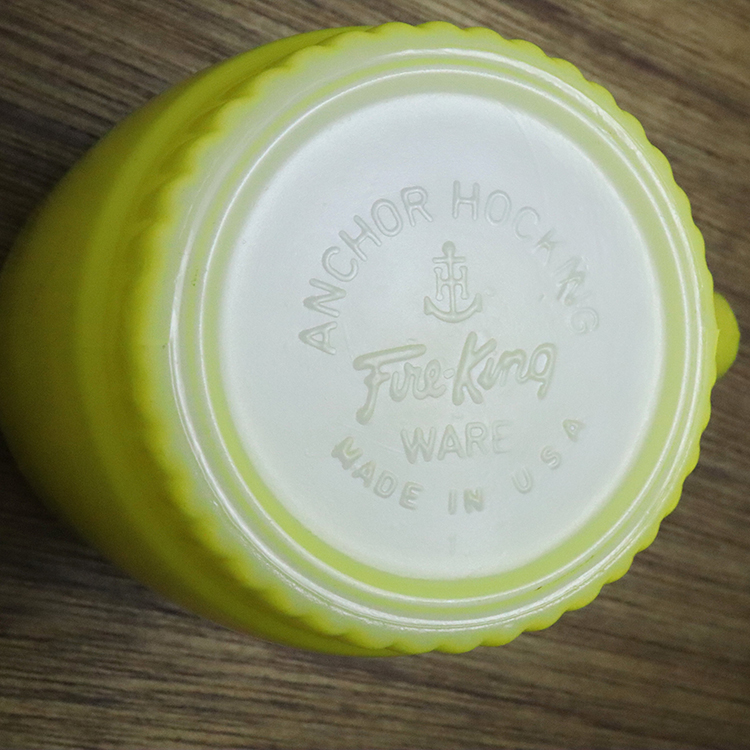 ANCHOR HOCKING
Fire-King
WARE
MADE IN USA